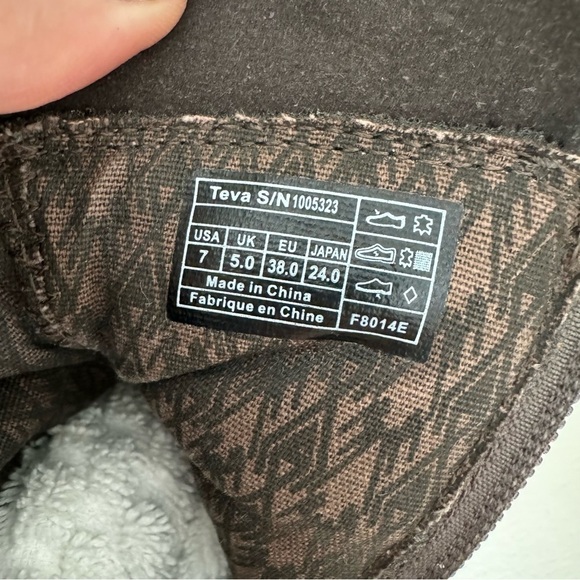 Teva S/N1005323
USA UK EU JAPAN
7 5.0 38.0 24.0
Made in China
Fabrique en Chine
F8014E